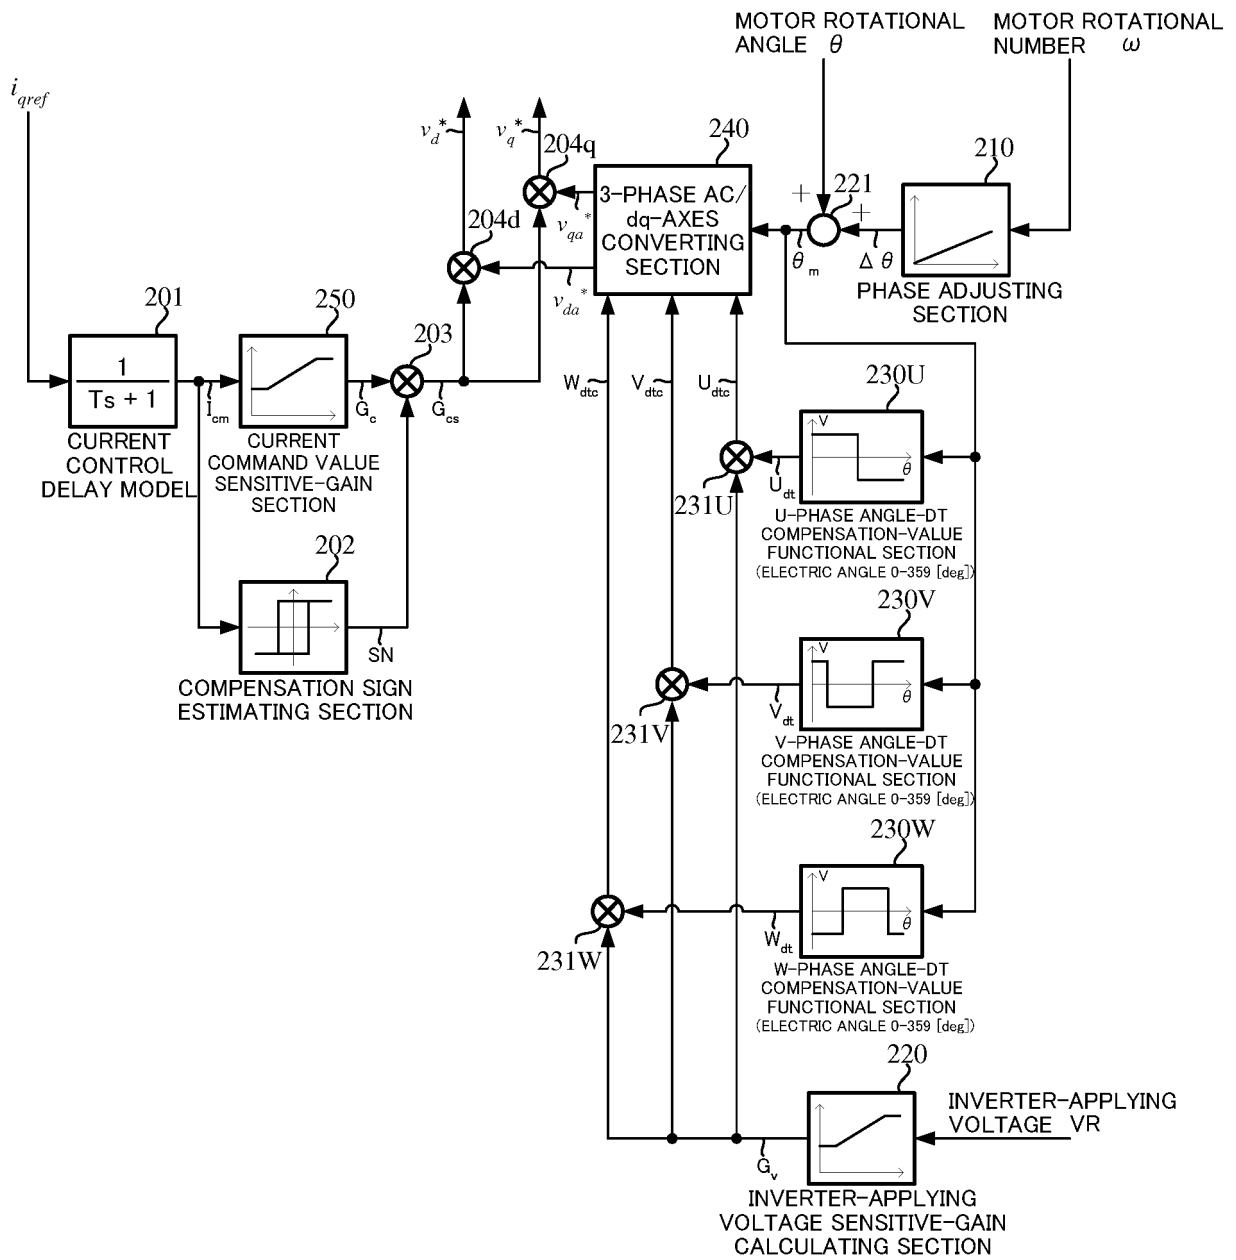 MOTOR ROTATIONAL
ANGLE θ
MOTOR ROTATIONAL
NUMBER ω
i_qref
v_d*
v_q*
204q
204d
240
3-PHASE AC/
dq-AXES
CONVERTING
SECTION
v_qa*
v_da*
+
221
+
θ_m
Δθ
210
PHASE ADJUSTING
SECTION
201
1
Ts + 1
CURRENT
CONTROL
DELAY MODEL
I_cm
250
CURRENT
COMMAND VALUE
SENSITIVE-GAIN
SECTION
G_c
203
G_cs
202
SN
COMPENSATION SIGN
ESTIMATING SECTION
W_dtc
V_dtc
U_dtc
230U
V
θ
U_dt
231U
U-PHASE ANGLE-DT
COMPENSATION-VALUE
FUNCTIONAL SECTION
(ELECTRIC ANGLE 0-359 [deg])
230V
V
θ
V_dt
231V
V-PHASE ANGLE-DT
COMPENSATION-VALUE
FUNCTIONAL SECTION
(ELECTRIC ANGLE 0-359 [deg])
230W
V
θ
W_dt
231W
W-PHASE ANGLE-DT
COMPENSATION-VALUE
FUNCTIONAL SECTION
(ELECTRIC ANGLE 0-359 [deg])
220
INVERTER-APPLYING
VOLTAGE VR
G_v
INVERTER-APPLYING
VOLTAGE SENSITIVE-GAIN
CALCULATING SECTION